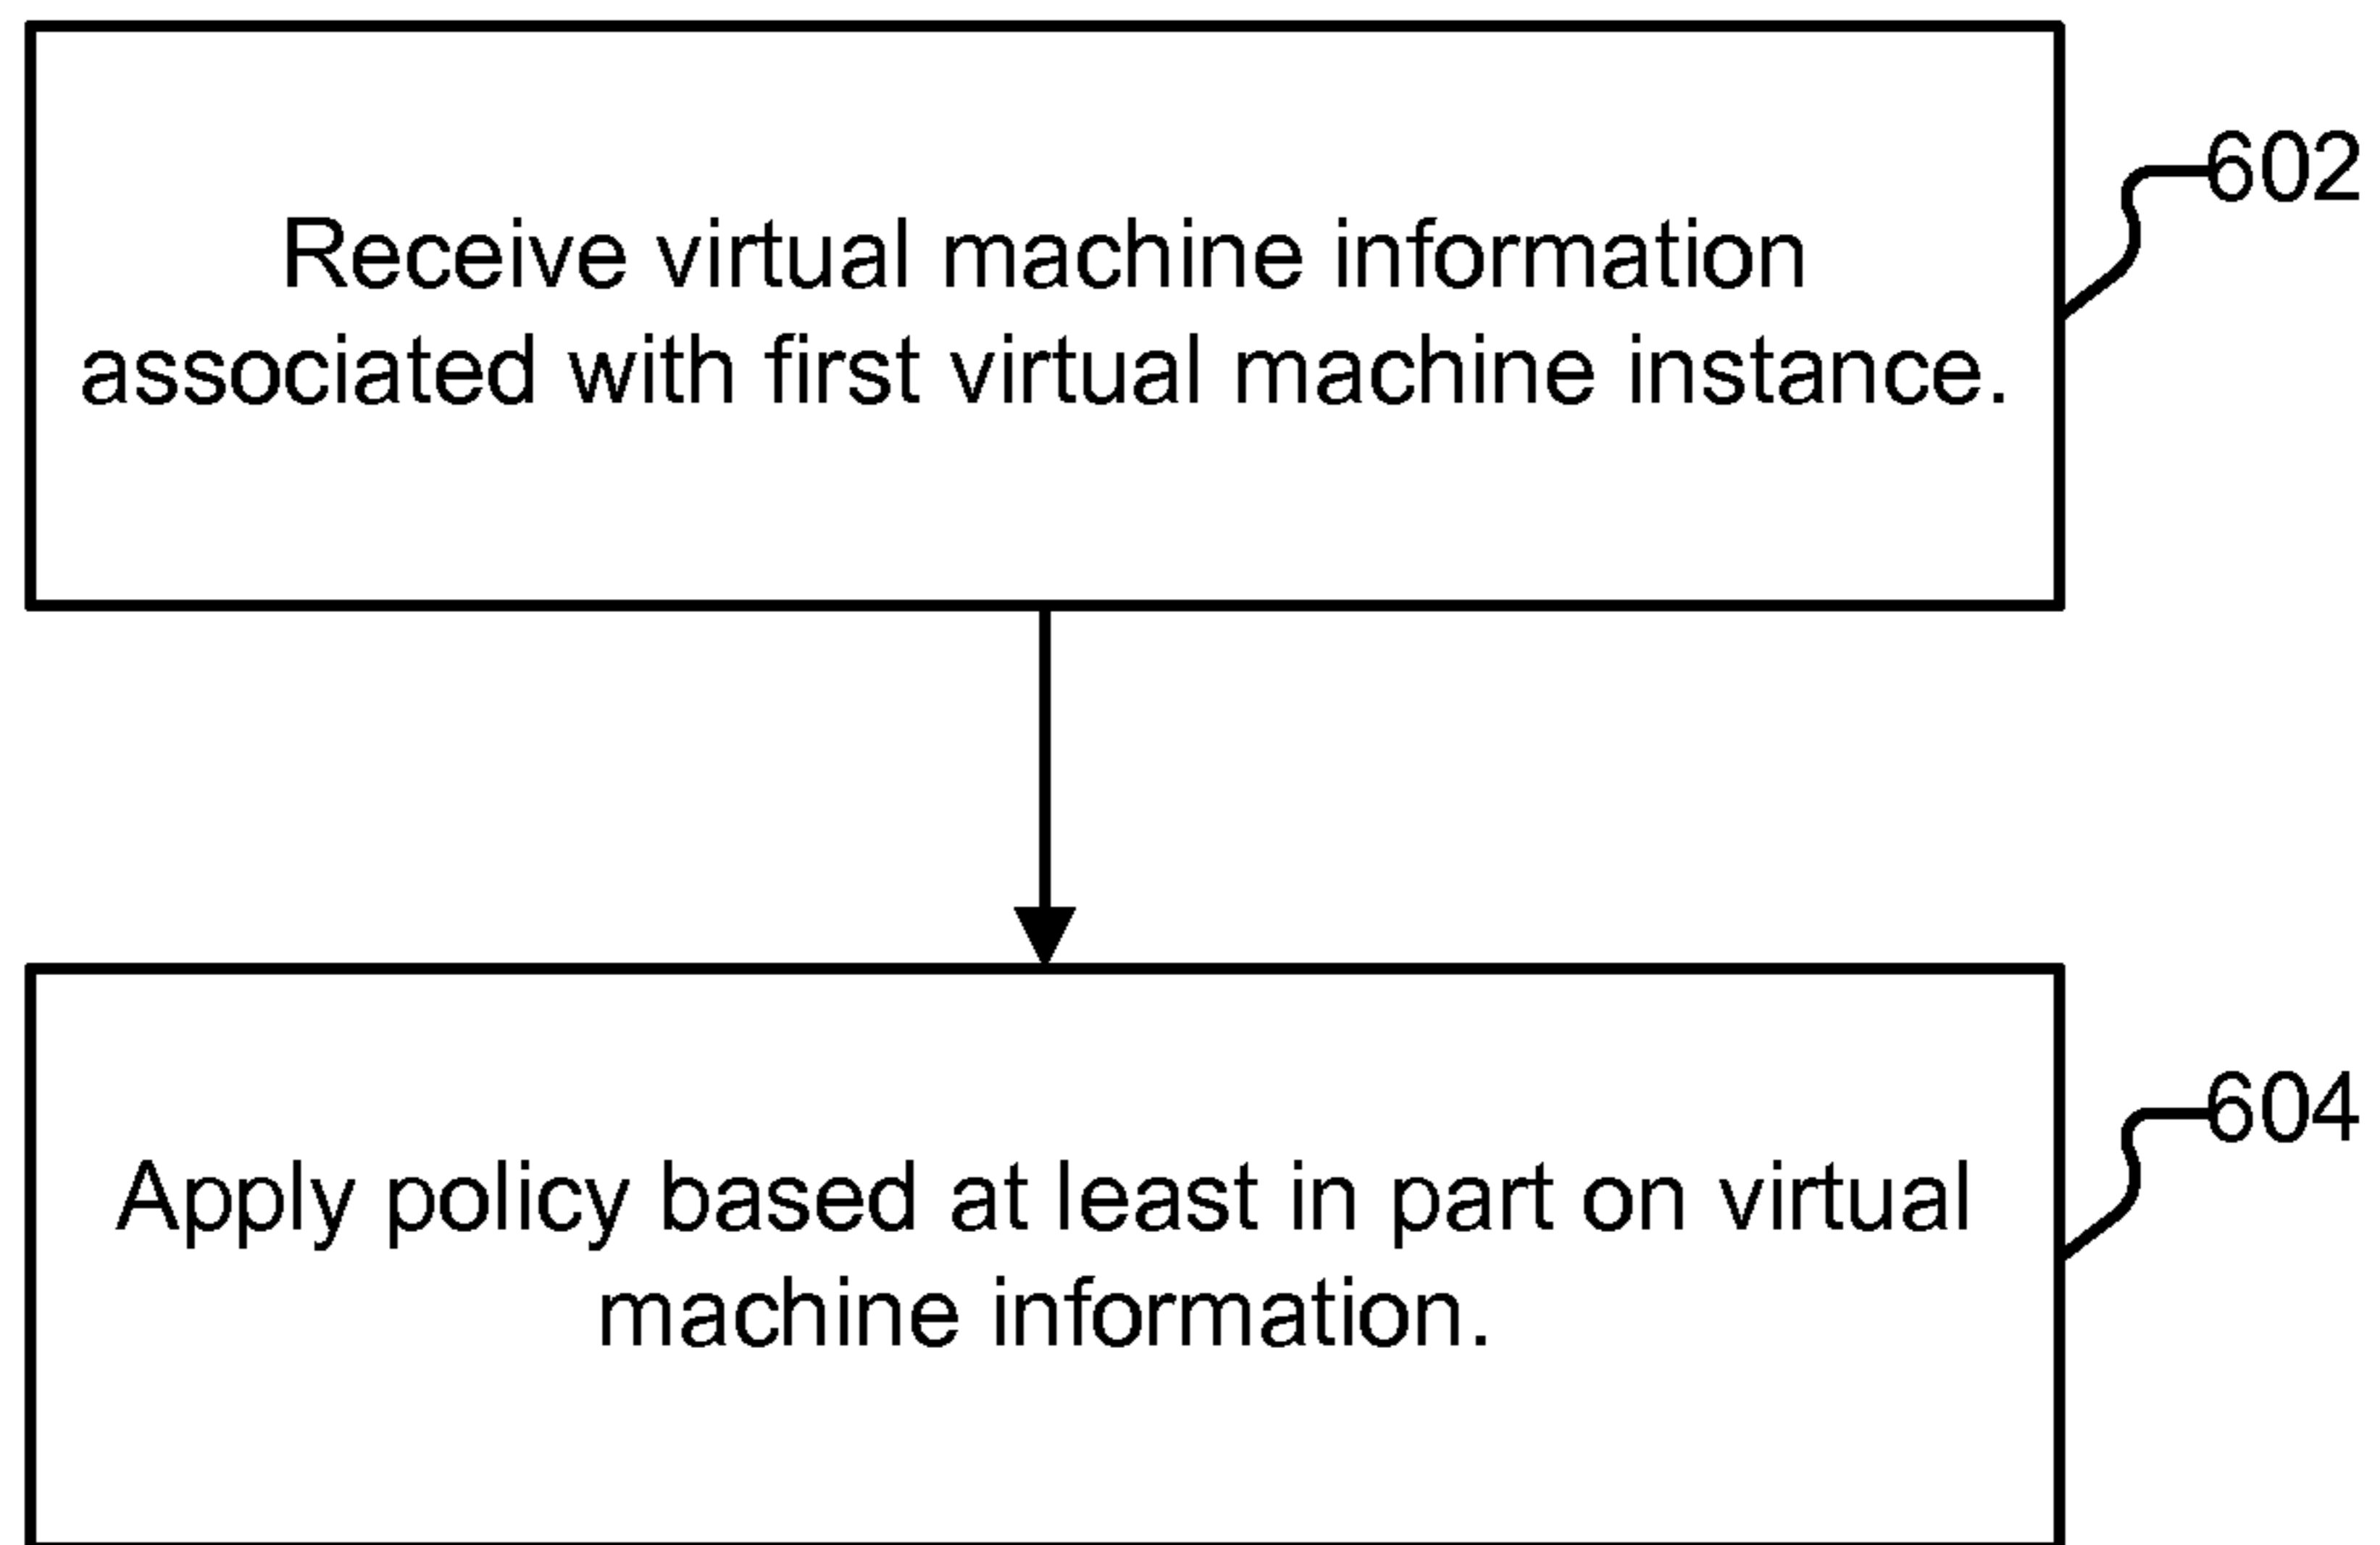 Receive virtual machine information
associated with first virtual machine instance.
602
Apply policy based at least in part on virtual
machine information.
604